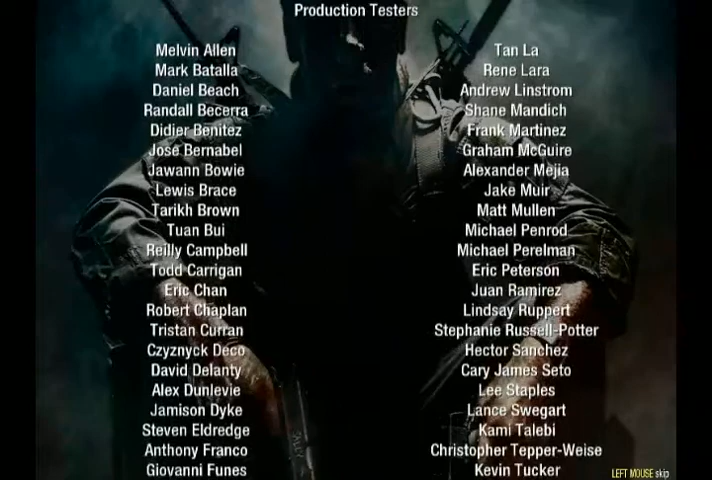 Production Testers
Melvin Allen
Mark Batalla
Daniel Beach
Randall Becerra
Didier Benitez
Jose Bernabel
Jawann Bowie
Lewis Brace
Tarikh Brown
Tuan Bui
Reilly Campbell
Todd Carrigan
Eric Chan
Robert Chaplan
Tristan Curran
Czyznyck Deco
David Delanty
Alex Dunlevie
Jamison Dyke
Steven Eldredge
Anthony Franco
Giovanni Funes
Tan La
Rene Lara
Andrew Linstrom
Shane Mandich
Frank Martinez
Graham McGuire
Alexander Mejia
Jake Muir
Matt Mullen
Michael Penrod
Michael Perelman
Eric Peterson
Juan Ramirez
Lindsay Ruppert
Stephanie Russell-Potter
Hector Sanchez
Cary James Seto
Lee Staples
Lance Swegart
Kami Talebi
Christopher Tepper-Weise
Kevin Tucker
LEFT MOUSE skip